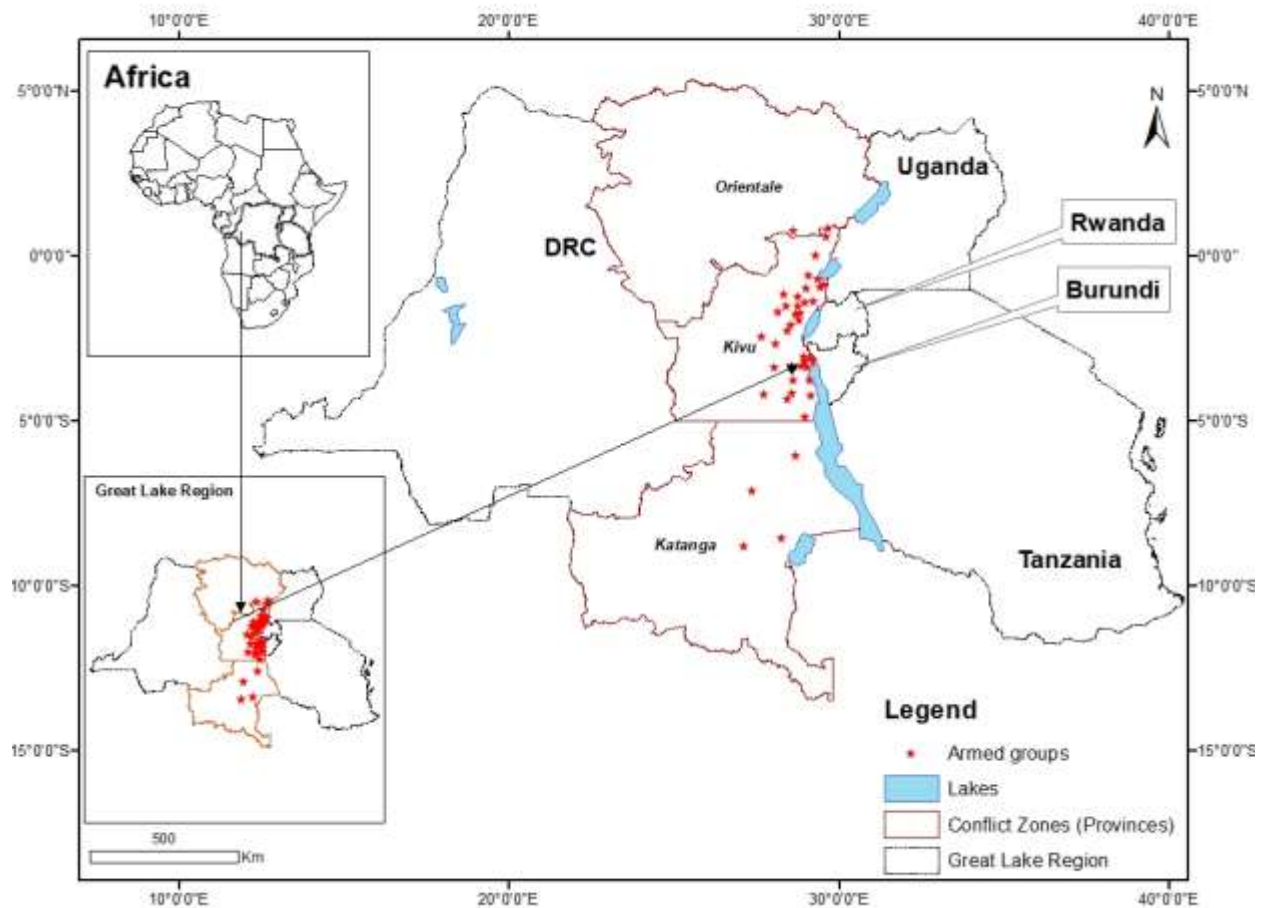 10°0'0"E 20°0'0"E 30°0'0"E 40°0'0"E
Africa
5°0'0"N 5°0'0"N
N
Uganda
Orientale
Rwanda
DRC
0°0'0" 0°0'0"
Burundi
Kivu
5°0'0"S 5°0'0"S
Great Lake Region
Katanga
Tanzania
10°0'0"S 10°0'0"S
Legend
15°0'0"S 15°0'0"S
Armed groups
Lakes
Conflict Zones (Provinces)
Great Lake Region
500
Km
10°0'0"E 20°0'0"E 30°0'0"E 40°0'0"E